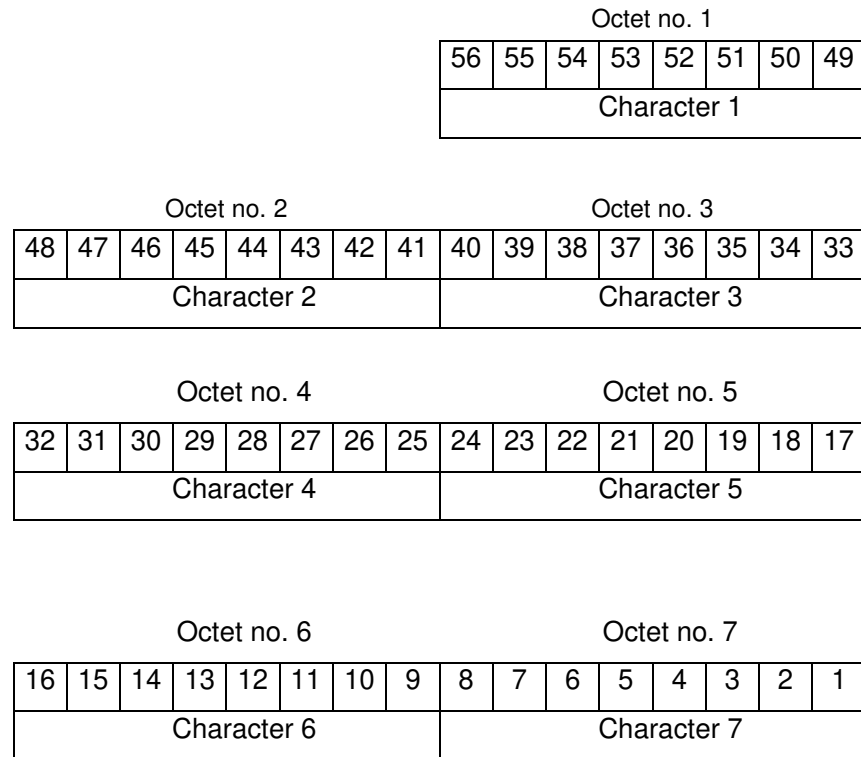 Octet no. 1
56 55 54 53 52 51 50 49
Character 1
Octet no. 2 Octet no. 3
48 47 46 45 44 43 42 41 40 39 38 37 36 35 34 33
Character 2 Character 3
Octet no. 4 Octet no. 5
32 31 30 29 28 27 26 25 24 23 22 21 20 19 18 17
Character 4 Character 5
Octet no. 6 Octet no. 7
16 15 14 13 12 11 10 9 8 7 6 5 4 3 2 1
Character 6 Character 7